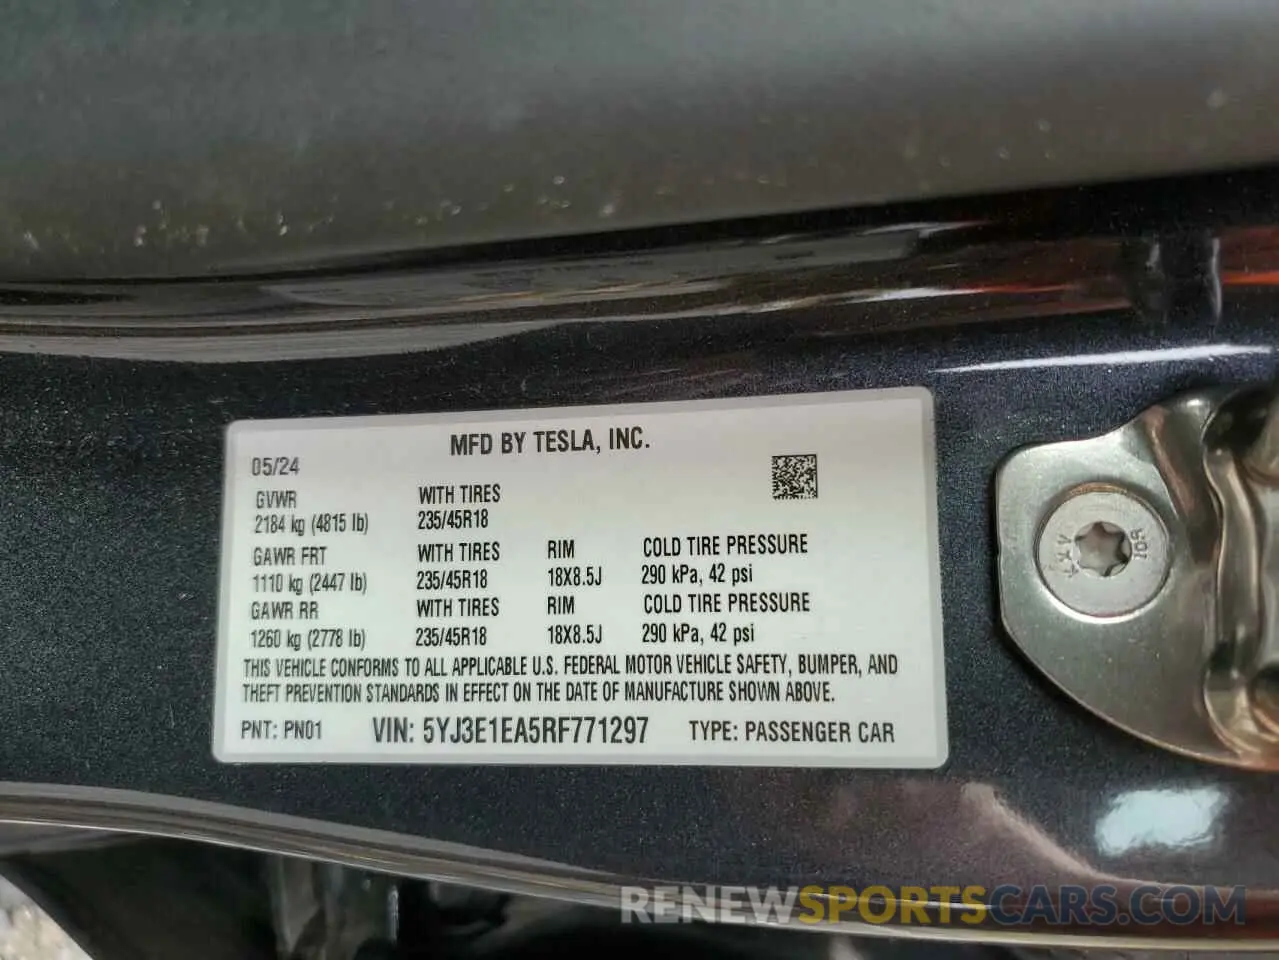 MFD BY TESLA, INC.
05/24
GVWR WITH TIRES
2184 kg (4815 lb) 235/45R18
GAWR FRT WITH TIRES RIM COLD TIRE PRESSURE
1110 kg (2447 lb) 235/45R18 18X8.5J 290 kPa, 42 psi
GAWR RR WITH TIRES RIM COLD TIRE PRESSURE
1260 kg (2778 lb) 235/45R18 18X8.5J 290 kPa, 42 psi
THIS VEHICLE CONFORMS TO ALL APPLICABLE U.S. FEDERAL MOTOR VEHICLE SAFETY, BUMPER, AND
THEFT PREVENTION STANDARDS IN EFFECT ON THE DATE OF MANUFACTURE SHOWN ABOVE.
PNT: PN01 VIN: 5YJ3E1EA5RF771297 TYPE: PASSENGER CAR
RENEWSPORTSCARS.COM